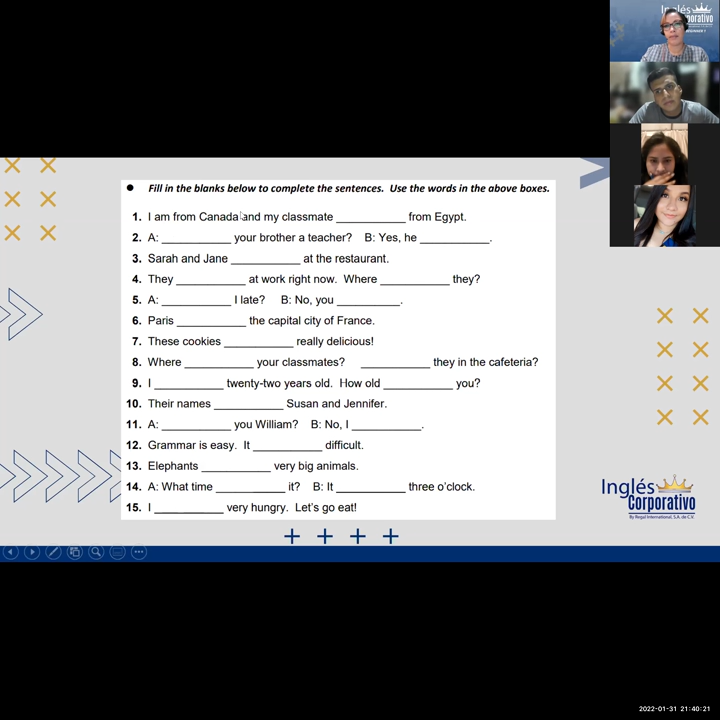 Inglés
Corporativo
BEGINNER 1
● Fill in the blanks below to complete the sentences. Use the words in the above boxes.
1. I am from Canada and my classmate ___________ from Egypt.
2. A: ___________ your brother a teacher? B: Yes, he ___________.
3. Sarah and Jane ___________ at the restaurant.
4. They ___________ at work right now. Where ___________ they?
5. A: ___________ I late? B: No, you __________.
6. Paris ___________ the capital city of France.
7. These cookies ___________ really delicious!
8. Where ___________ your classmates? ___________ they in the cafeteria?
9. I ___________ twenty-two years old. How old ___________ you?
10. Their names ___________ Susan and Jennifer.
11. A: ___________ you William? B: No, I ___________.
12. Grammar is easy. It ___________ difficult.
13. Elephants ___________ very big animals.
14. A: What time ___________ it? B: It ___________ three o'clock.
15. I ___________ very hungry. Let's go eat!
Inglés
Corporativo
By Regal International, S.A. de C.V.
2022-01-31 21:40:21